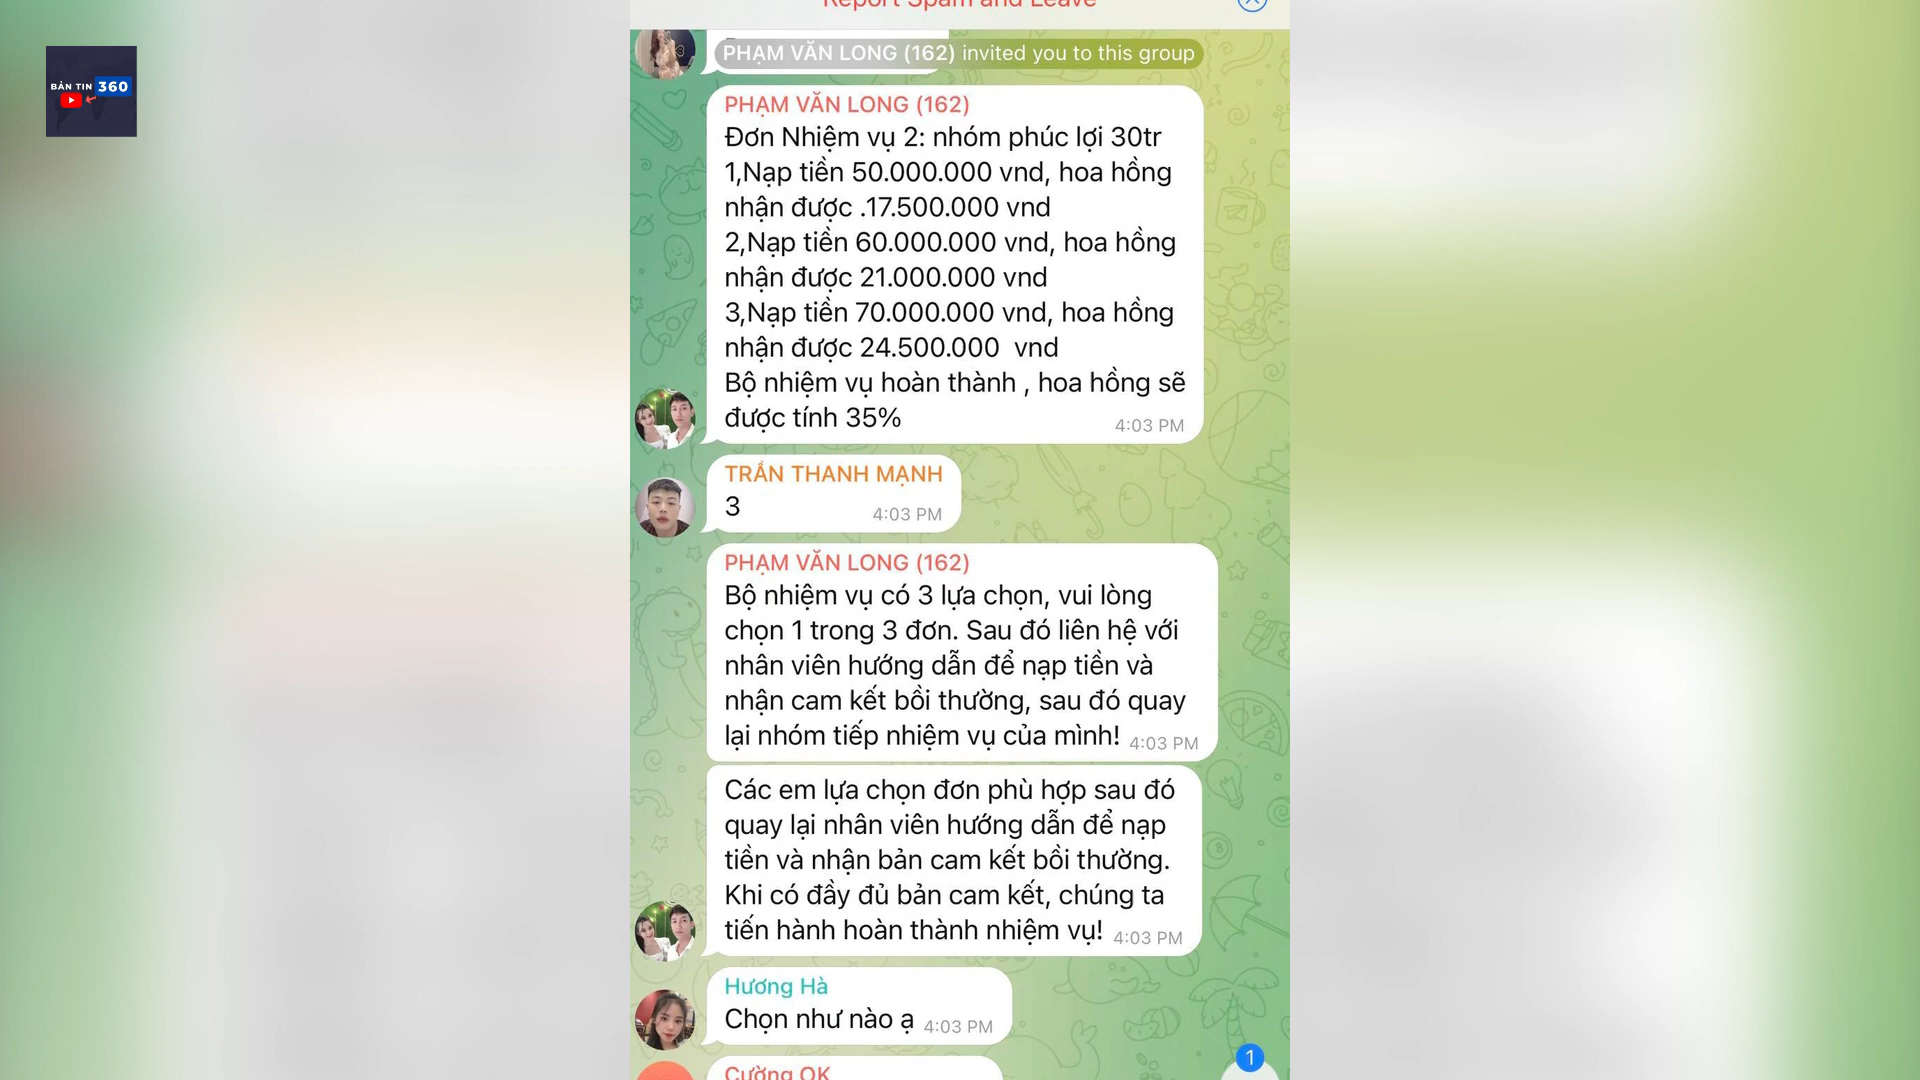 Report Spam and Leave
BẢN TIN 360
PHẠM VĂN LONG (162) invited you to this group
PHẠM VĂN LONG (162)
Đơn Nhiệm vụ 2: nhóm phúc lợi 30tr
1,Nạp tiền 50.000.000 vnd, hoa hồng
nhận được .17.500.000 vnd
2,Nạp tiền 60.000.000 vnd, hoa hồng
nhận được 21.000.000 vnd
3,Nạp tiền 70.000.000 vnd, hoa hồng
nhận được 24.500.000  vnd
Bộ nhiệm vụ hoàn thành , hoa hồng sẽ
được tính 35%
4:03 PM
TRẦN THANH MẠNH
3
4:03 PM
PHẠM VĂN LONG (162)
Bộ nhiệm vụ có 3 lựa chọn, vui lòng
chọn 1 trong 3 đơn. Sau đó liên hệ với
nhân viên hướng dẫn để nạp tiền và
nhận cam kết bồi thường, sau đó quay
lại nhóm tiếp nhiệm vụ của mình!
4:03 PM
Các em lựa chọn đơn phù hợp sau đó
quay lại nhân viên hướng dẫn để nạp
tiền và nhận bản cam kết bồi thường.
Khi có đầy đủ bản cam kết, chúng ta
tiến hành hoàn thành nhiệm vụ!
4:03 PM
Hương Hà
Chọn như nào ạ
4:03 PM
1
Cường OK